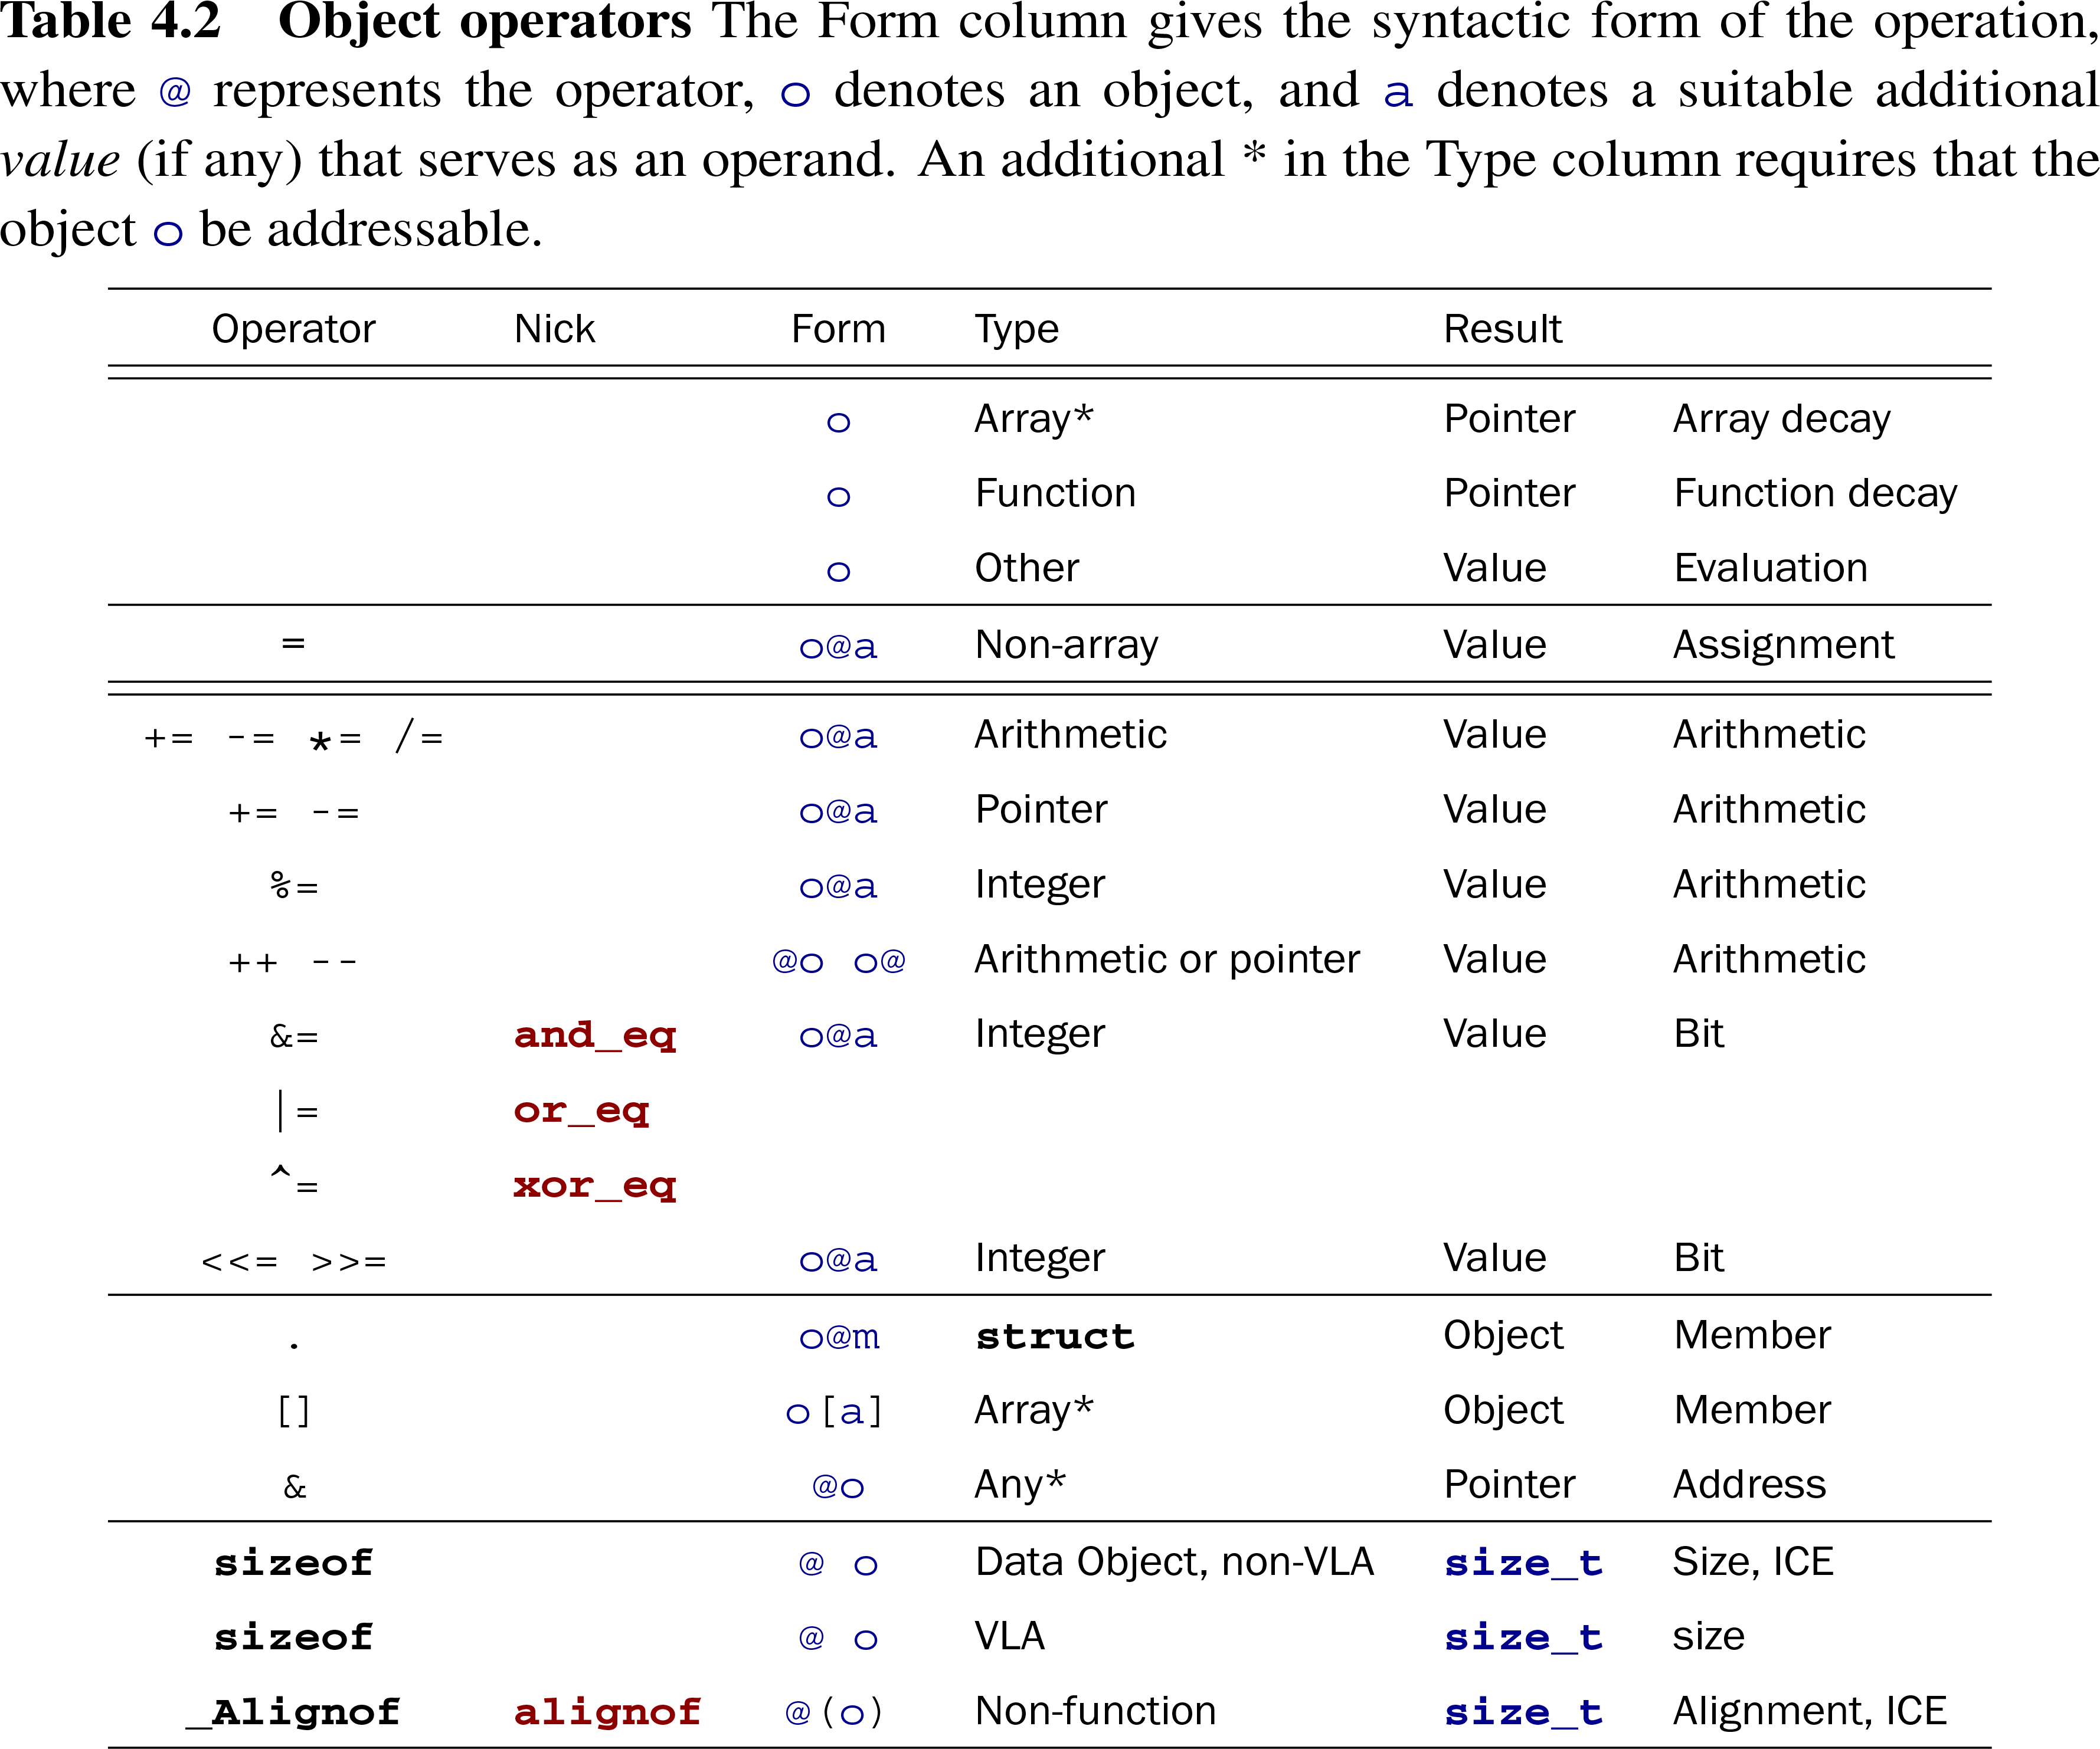 Table 4.2 Object operators The Form column gives the syntactic form of the operation,
where @ represents the operator, o denotes an object, and a denotes a suitable additional
value (if any) that serves as an operand. An additional * in the Type column requires that the
object o be addressable.
Operator Nick Form Type Result
o Array* Pointer Array decay
o Function Pointer Function decay
o Other Value Evaluation
= o@a Non-array Value Assignment
+= -= *= /= o@a Arithmetic Value Arithmetic
+= -= o@a Pointer Value Arithmetic
%= o@a Integer Value Arithmetic
++ -- @o o@ Arithmetic or pointer Value Arithmetic
&= and_eq o@a Integer Value Bit
|= or_eq
^= xor_eq
<<= >>= o@a Integer Value Bit
. o@m struct Object Member
[] o[a] Array* Object Member
& @o Any* Pointer Address
sizeof @ o Data Object, non-VLA size_t Size, ICE
sizeof @ o VLA size_t size
_Alignof alignof @(o) Non-function size_t Alignment, ICE